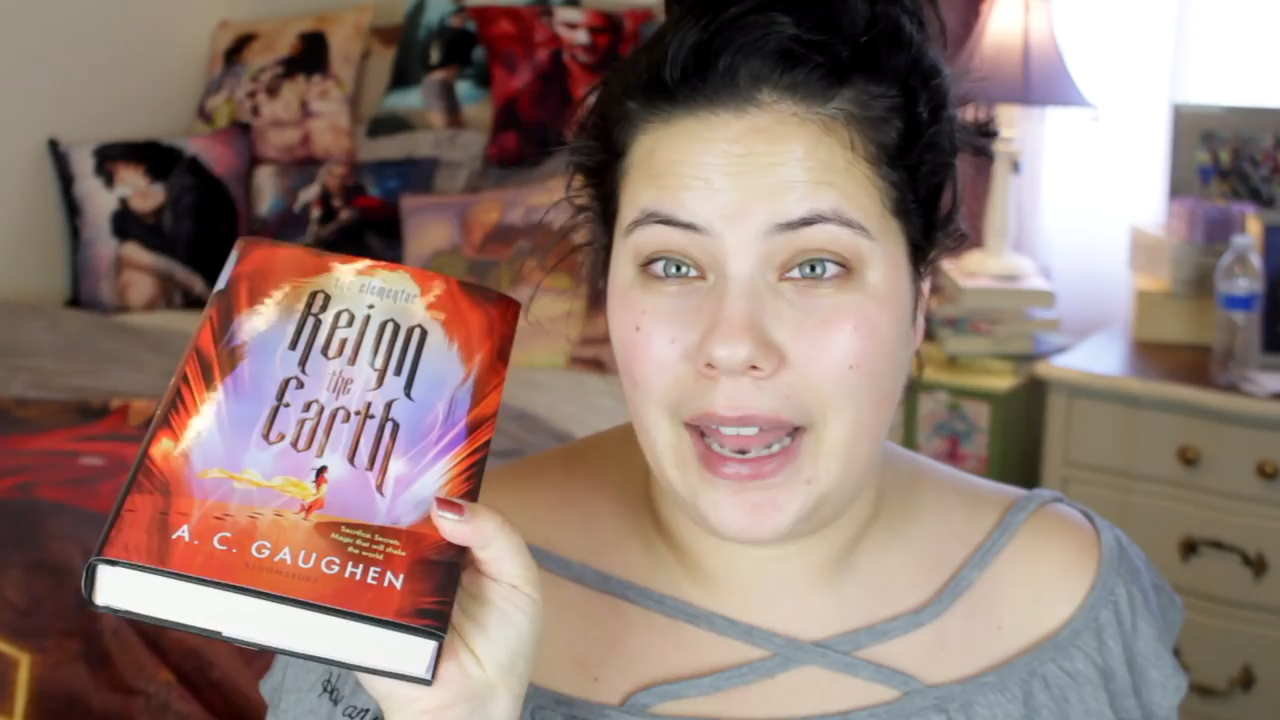 the elementae
Reign
the
Earth
Sacrifice. Secrets.
Magic that will shake
the world.
A. C. GAUGHEN
BLOOMSBURY